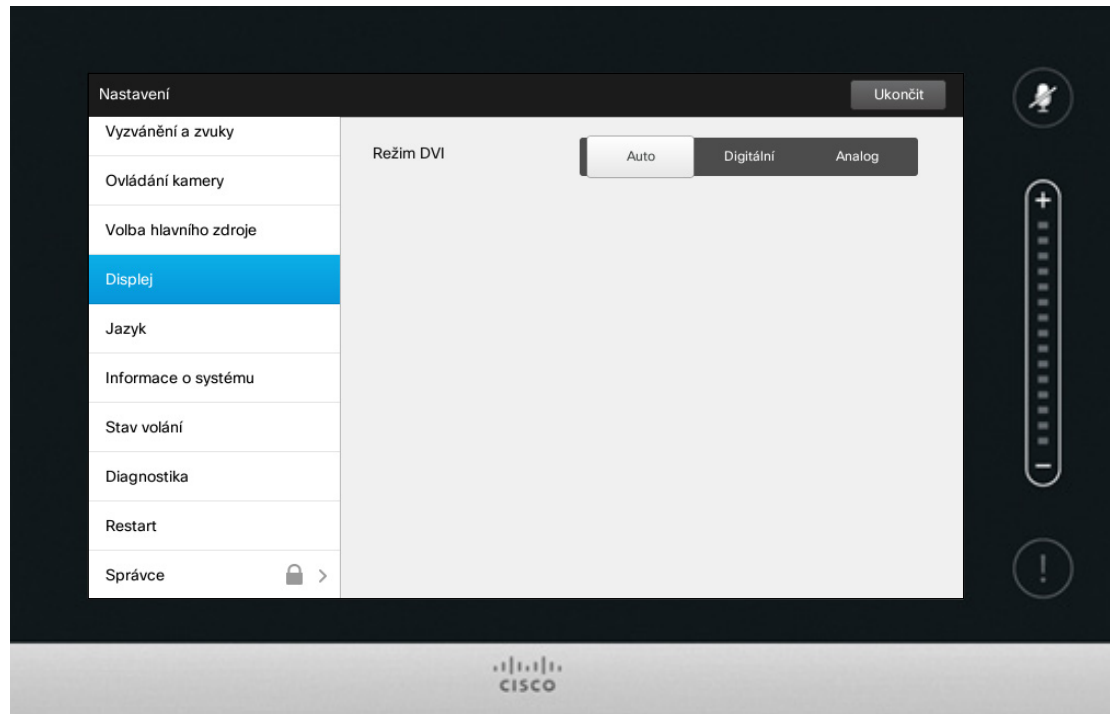 Nastavení
Ukončit
Vyzvánění a zvuky
Ovládání kamery
Volba hlavního zdroje
Displej
Jazyk
Informace o systému
Stav volání
Diagnostika
Restart
Správce
Režim DVI
Auto
Digitální
Analog
+
−
!
CISCO